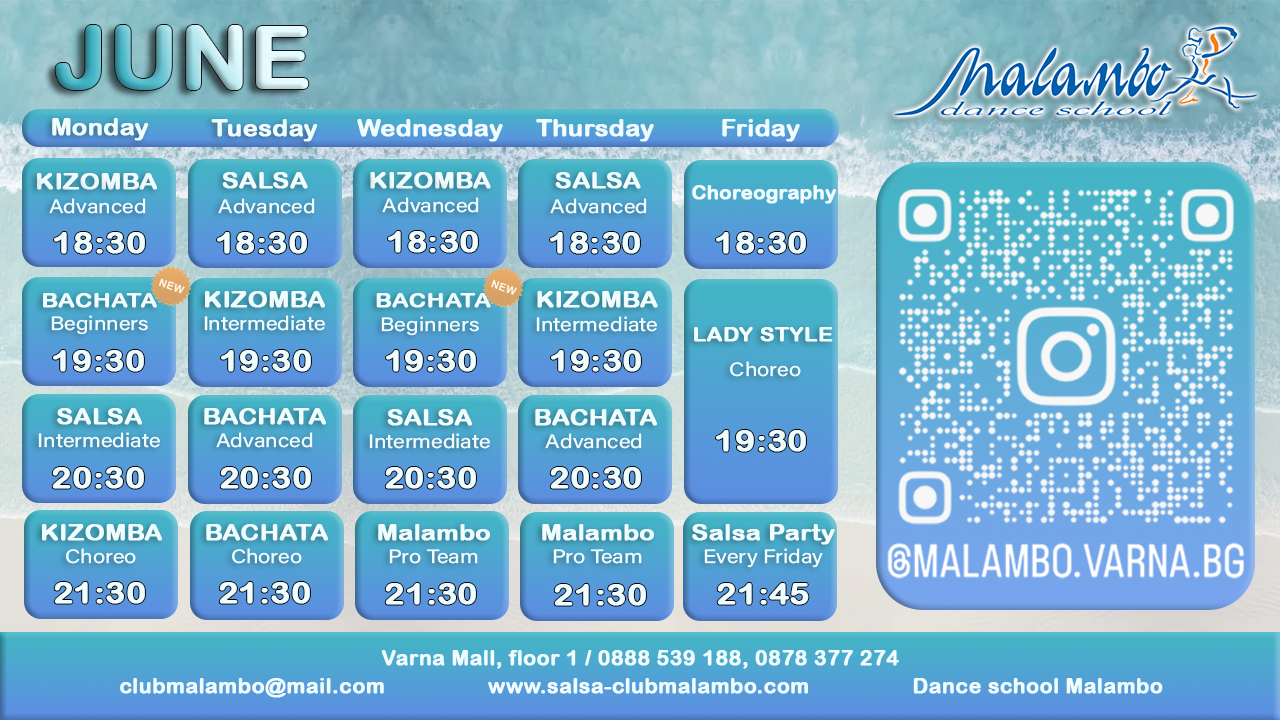 JUNE
Malambo
dance school
Monday Tuesday Wednesday Thursday Friday
KIZOMBA
Advanced
18:30
SALSA
Advanced
18:30
KIZOMBA
Advanced
18:30
SALSA
Advanced
18:30
Choreography
18:30
BACHATA
NEW
Beginners
19:30
KIZOMBA
Intermediate
19:30
BACHATA
NEW
Beginners
19:30
KIZOMBA
Intermediate
19:30
LADY STYLE
Choreo
19:30
SALSA
Intermediate
20:30
BACHATA
Advanced
20:30
SALSA
Intermediate
20:30
BACHATA
Advanced
20:30
KIZOMBA
Choreo
21:30
BACHATA
Choreo
21:30
Malambo
Pro Team
21:30
Malambo
Pro Team
21:30
Salsa Party
Every Friday
21:45
@MALAMBO.VARNA.BG
Varna Mall, floor 1 / 0888 539 188, 0878 377 274
clubmalambo@mail.com www.salsa-clubmalambo.com Dance school Malambo